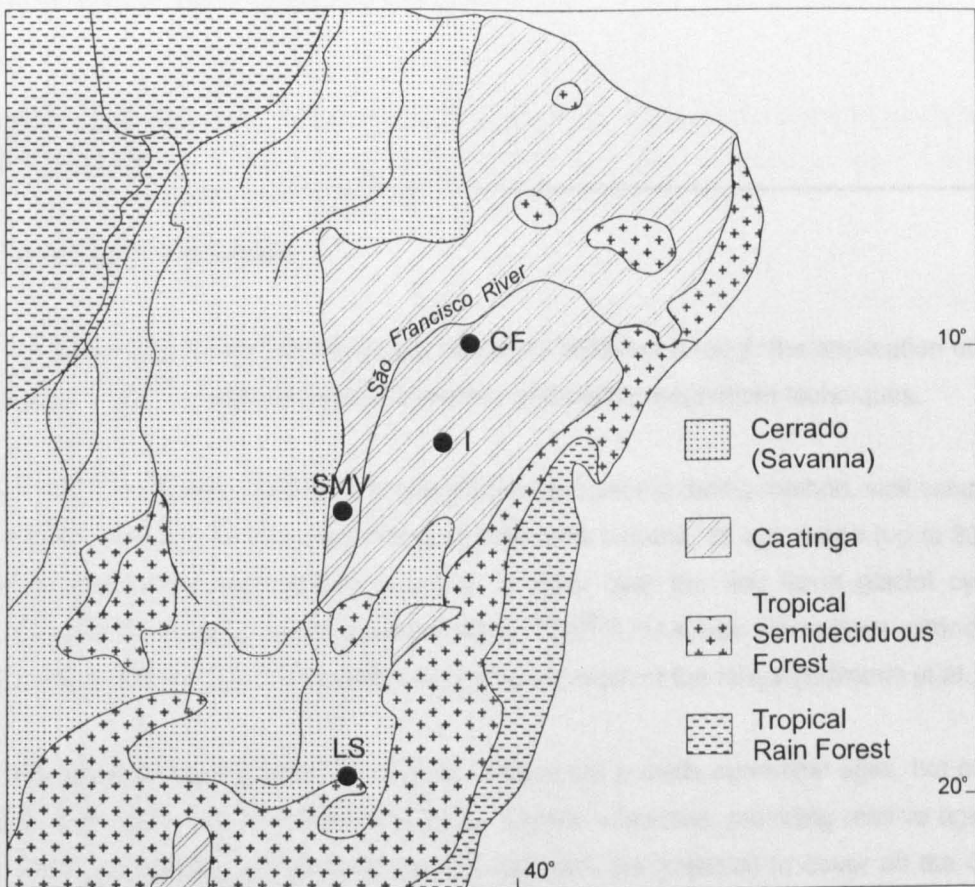 São Francisco River
CF
10°
I
SMV
Cerrado
(Savanna)
Caatinga
Tropical
Semideciduous
Forest
Tropical
Rain Forest
LS
20°
40°